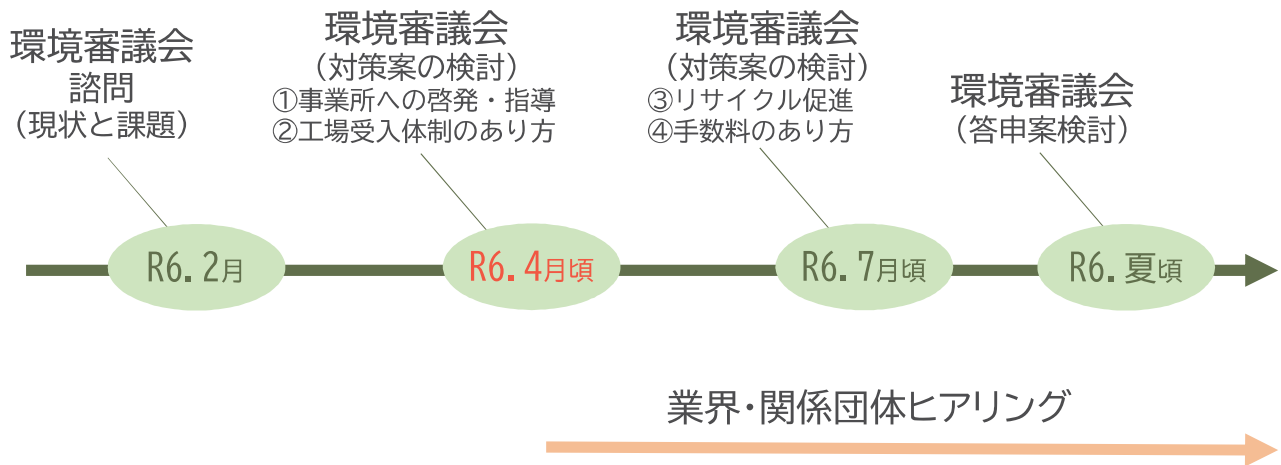 環境審議会
諮問
（現状と課題）
環境審議会
（対策案の検討）
①事業所への啓発・指導
②工場受入体制のあり方
環境審議会
（対策案の検討）
③リサイクル促進
④手数料のあり方
環境審議会
（答申案検討）
R6.2月
R6.4月頃
R6.7月頃
R6.夏頃
業界・関係団体ヒアリング